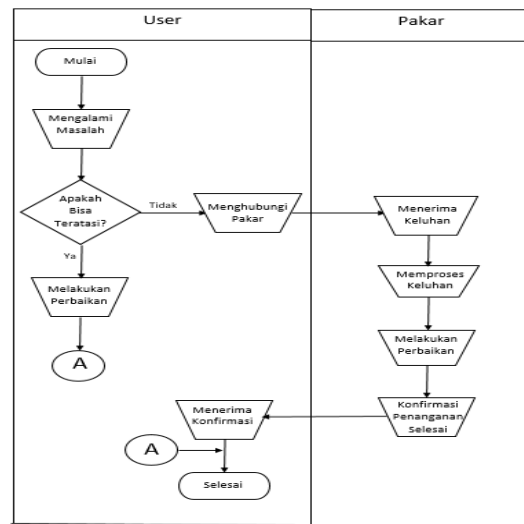 User
Pakar
Mulai
Mengalami
Masalah
Apakah
Bisa
Teratasi?
Tidak
Menghubungi
Pakar
Menerima
Keluhan
Ya
Memproses
Keluhan
Melakukan
Perbaikan
Melakukan
Perbaikan
A
Konfirmasi
Penanganan
Selesai
Menerima
Konfirmasi
A
Selesai